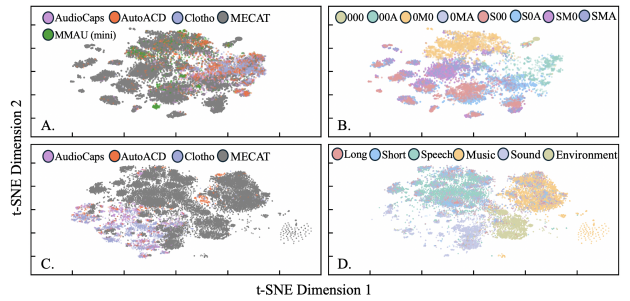 AudioCaps AutoACD Clotho MECAT
MMAU (mini)
A.
000 00A 0M0 0MA S00 S0A SM0 SMA
B.
AudioCaps AutoACD Clotho MECAT
C.
Long Short Speech Music Sound Environment
D.
t-SNE Dimension 2
t-SNE Dimension 1